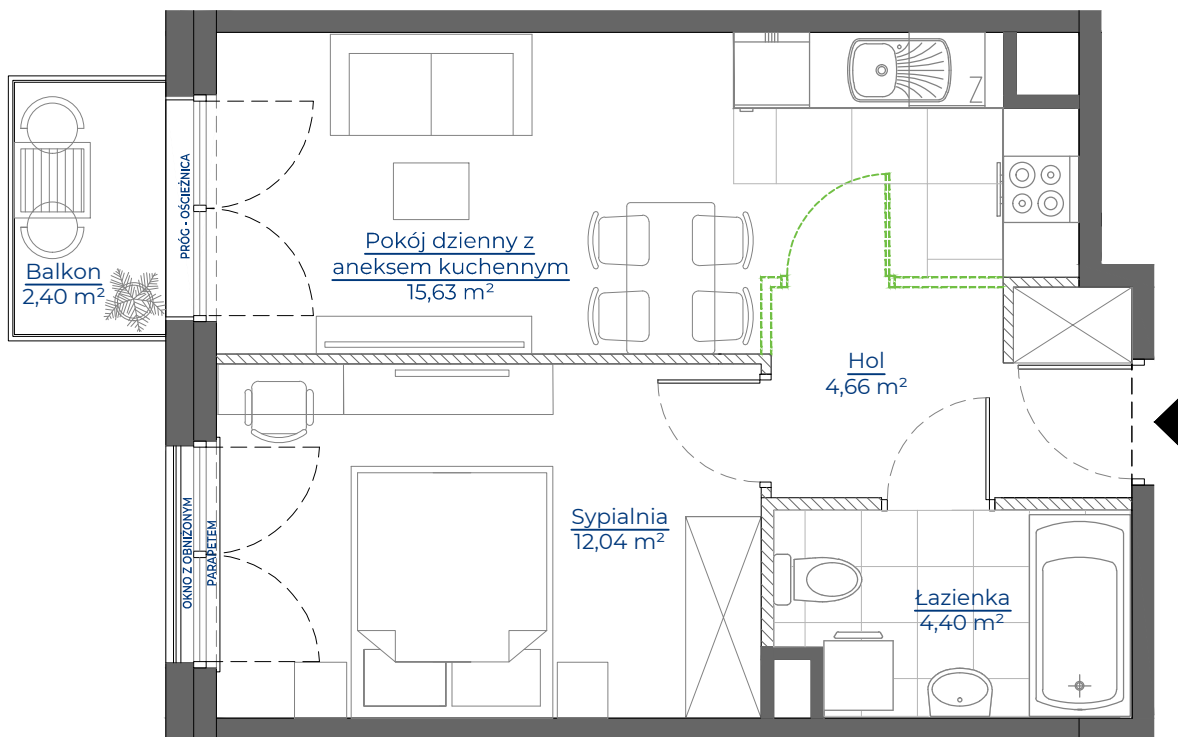 Pokój dzienny z
aneksem kuchennym
15,63 m²
Z
PRÓG - OŚCIEŻNICA
Balkon
2,40 m²
Hol
4,66 m²
Sypialnia
12,04 m²
OKNO Z OBNIŻONYM
PARAPETEM
Łazienka
4,40 m²